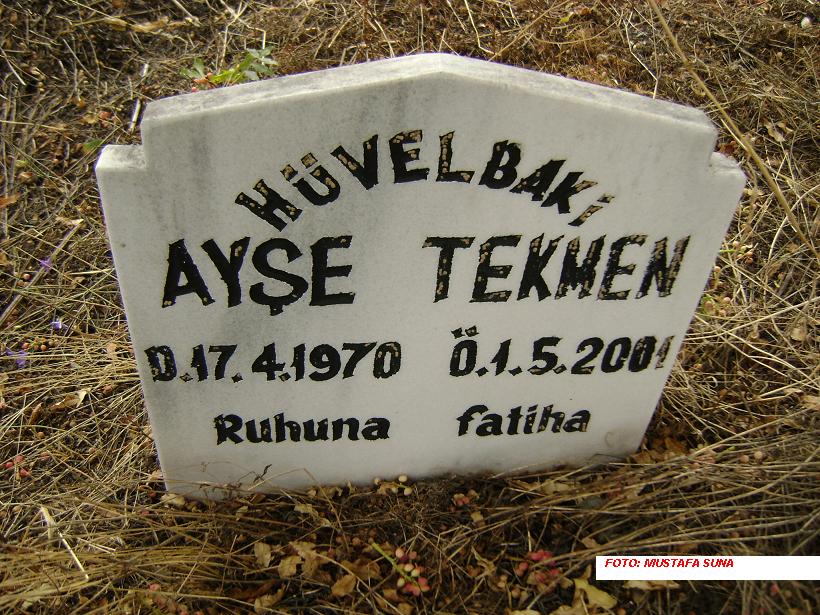 HÜVELBAKİ
AYŞE TEKMEN
D.17.4.1970 Ö.1.5.2001
Ruhuna fatiha
FOTO: MUSTAFA SUNA